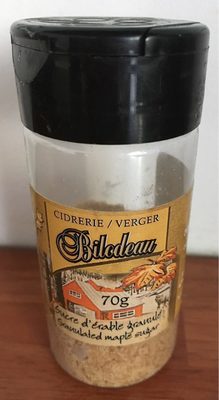 CIDRERIE / VERGER
Bilodeau
70g
Sucre d'érable granulé
Granulated maple sugar